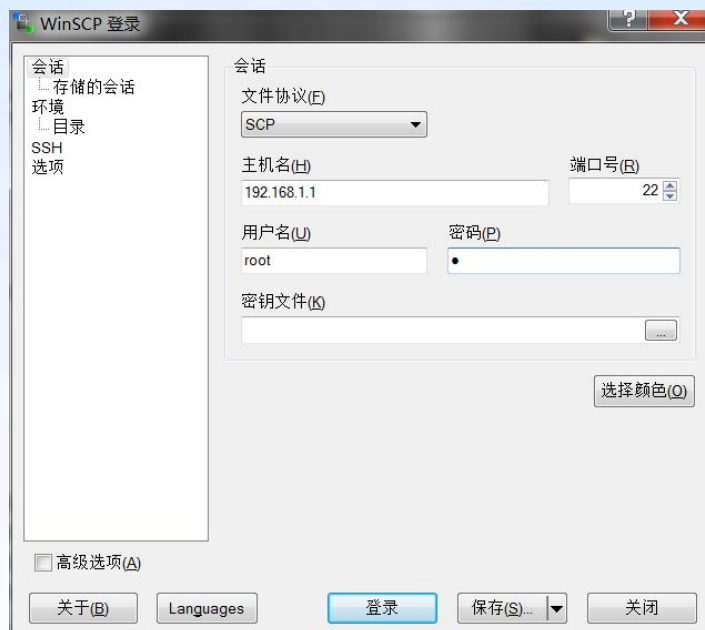 WinSCP 登录
会话
存储的会话
环境
目录
SSH
选项
会话
文件协议(F)
SCP
主机名(H) 端口号(R)
192.168.1.1 22
用户名(U) 密码(P)
root ●
密钥文件(K)
...
选择颜色(O)
高级选项(A)
关于(B) Languages 登录 保存(S)... 关闭